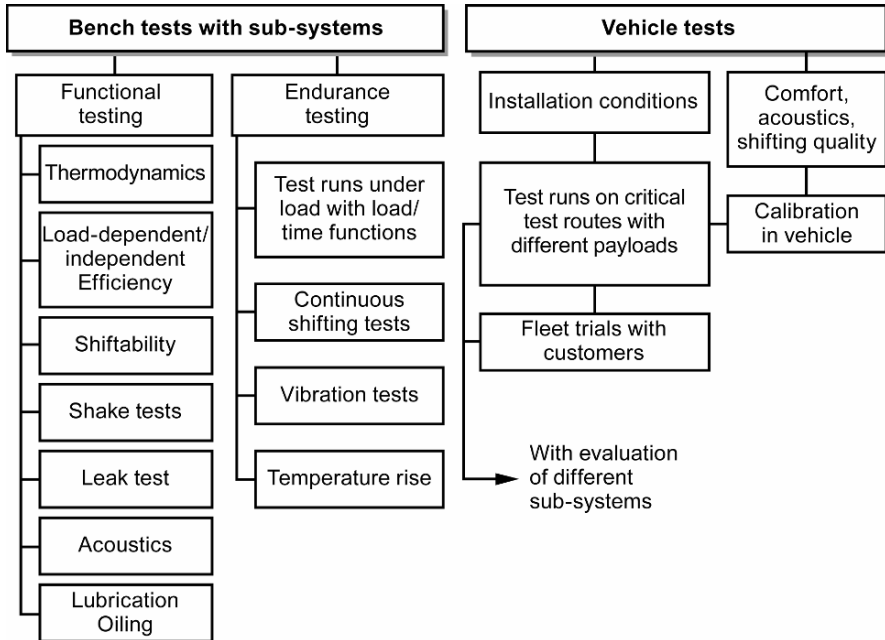 Bench tests with sub-systems
Functional
testing
Thermodynamics
Load-dependent/
independent
Efficiency
Shiftability
Shake tests
Leak test
Acoustics
Lubrication
Oiling
Endurance
testing
Test runs under
load with load/
time functions
Continuous
shifting tests
Vibration tests
Temperature rise
Vehicle tests
Installation conditions
Test runs on critical
test routes with
different payloads
Fleet trials with
customers
With evaluation
of different
sub-systems
Comfort,
acoustics,
shifting quality
Calibration
in vehicle